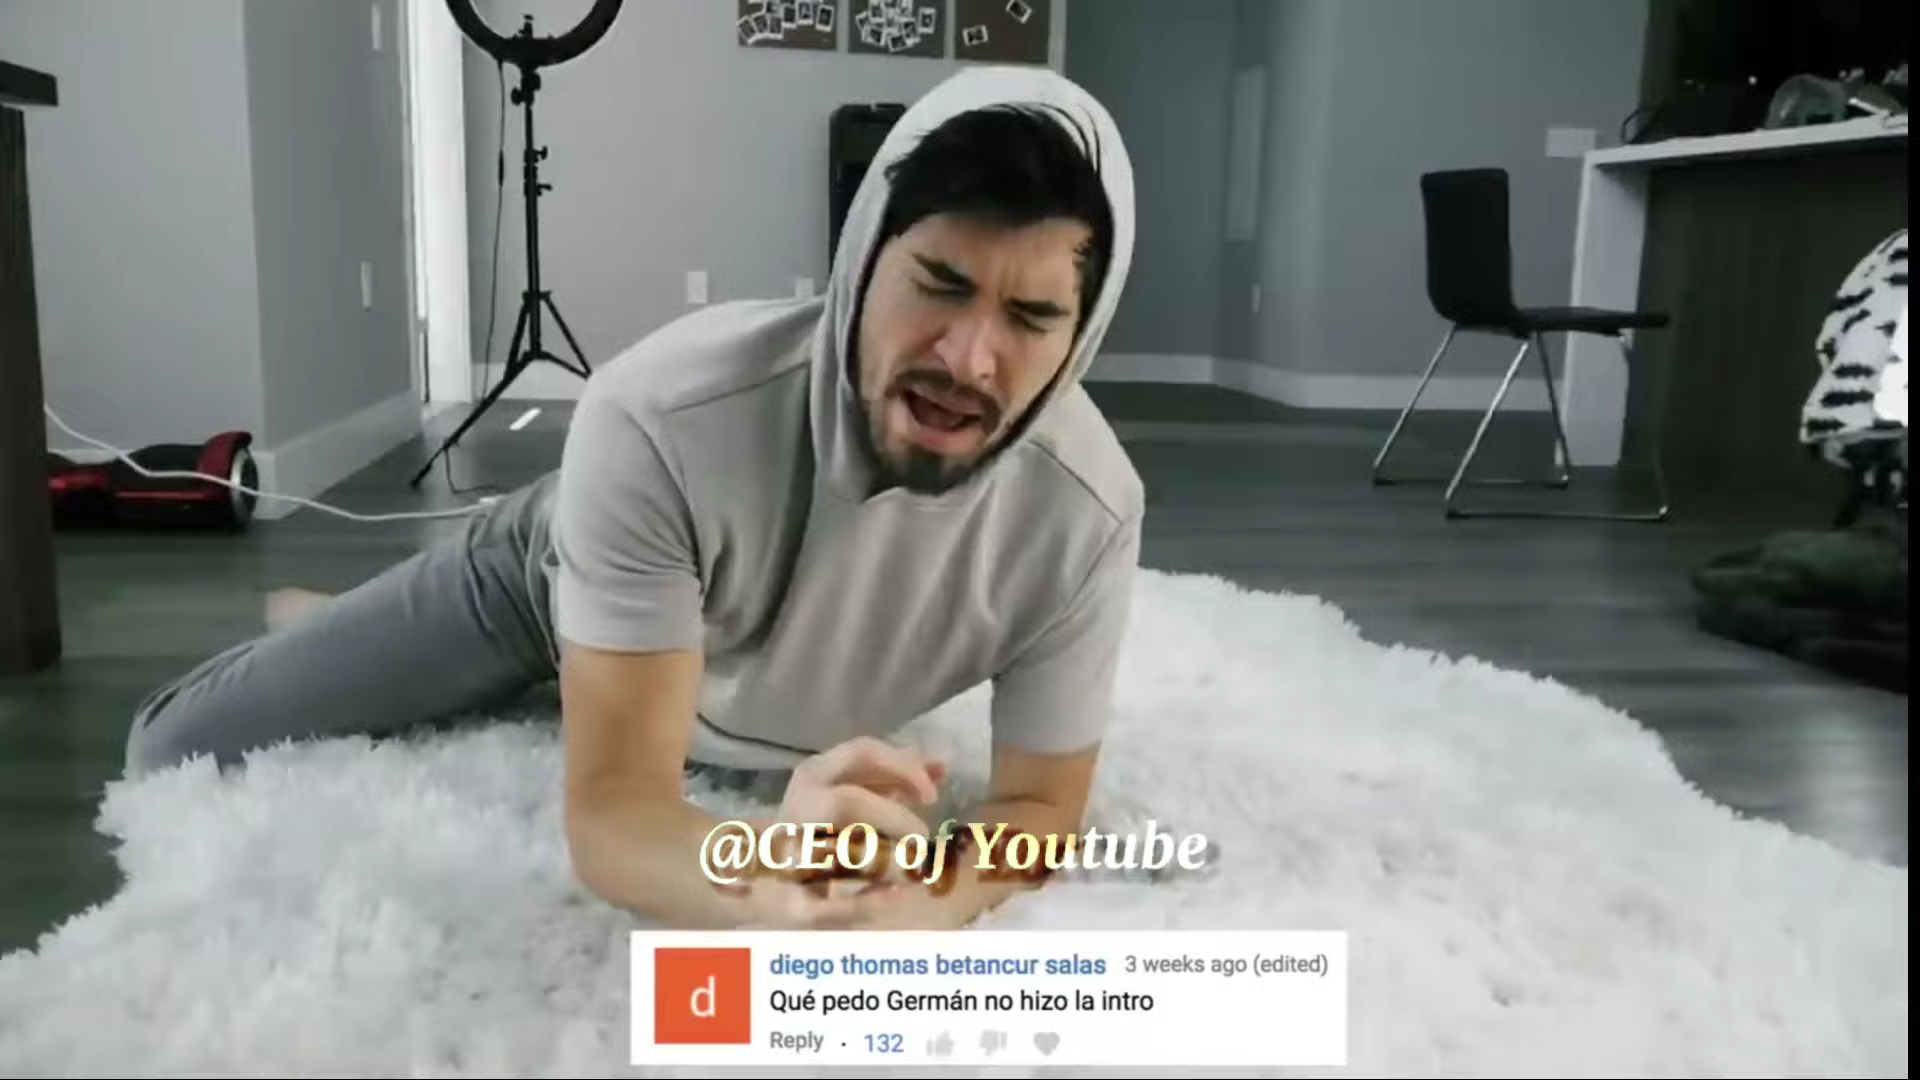 @CEO of Youtube
d
diego thomas betancur salas 3 weeks ago (edited)
Qué pedo Germán no hizo la intro
Reply · 132